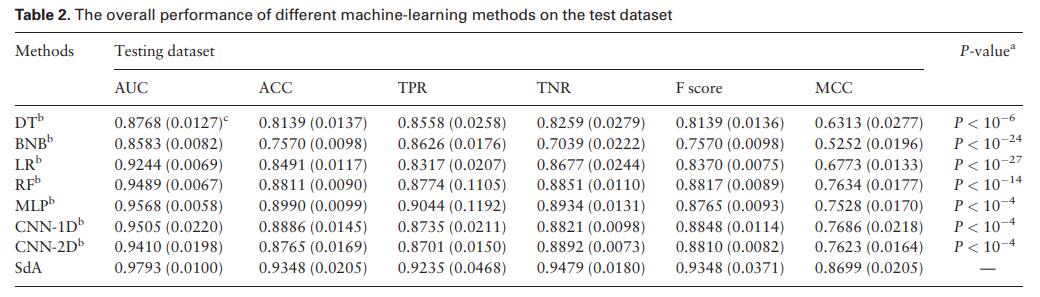 Table 2. The overall performance of different machine-learning methods on the test dataset
Methods Testing dataset P-valueᵃ
AUC ACC TPR TNR F score MCC
DTᵇ 0.8768 (0.0127)ᶜ 0.8139 (0.0137) 0.8558 (0.0258) 0.8259 (0.0279) 0.8139 (0.0136) 0.6313 (0.0277) P < 10⁻⁶
BNBᵇ 0.8583 (0.0082) 0.7570 (0.0098) 0.8626 (0.0176) 0.7039 (0.0222) 0.7570 (0.0098) 0.5252 (0.0196) P < 10⁻²⁴
LRᵇ 0.9244 (0.0069) 0.8491 (0.0117) 0.8317 (0.0207) 0.8677 (0.0244) 0.8370 (0.0075) 0.6773 (0.0133) P < 10⁻²⁷
RFᵇ 0.9489 (0.0067) 0.8811 (0.0090) 0.8774 (0.1105) 0.8851 (0.0110) 0.8817 (0.0089) 0.7634 (0.0177) P < 10⁻¹⁴
MLPᵇ 0.9568 (0.0058) 0.8990 (0.0099) 0.9044 (0.1192) 0.8934 (0.0131) 0.8765 (0.0093) 0.7528 (0.0170) P < 10⁻⁴
CNN-1Dᵇ 0.9505 (0.0220) 0.8886 (0.0145) 0.8735 (0.0211) 0.8821 (0.0098) 0.8848 (0.0114) 0.7686 (0.0218) P < 10⁻⁴
CNN-2Dᵇ 0.9410 (0.0198) 0.8765 (0.0169) 0.8701 (0.0150) 0.8892 (0.0073) 0.8810 (0.0082) 0.7623 (0.0164) P < 10⁻⁴
SdA 0.9793 (0.0100) 0.9348 (0.0205) 0.9235 (0.0468) 0.9479 (0.0180) 0.9348 (0.0371) 0.8699 (0.0205) —